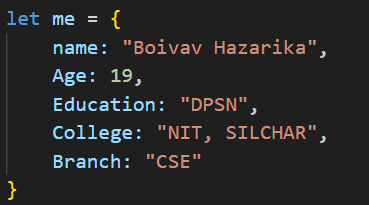 let me = {
name: "Boivav Hazarika",
Age: 19,
Education: "DPSN",
College: "NIT, SILCHAR",
Branch: "CSE"
}